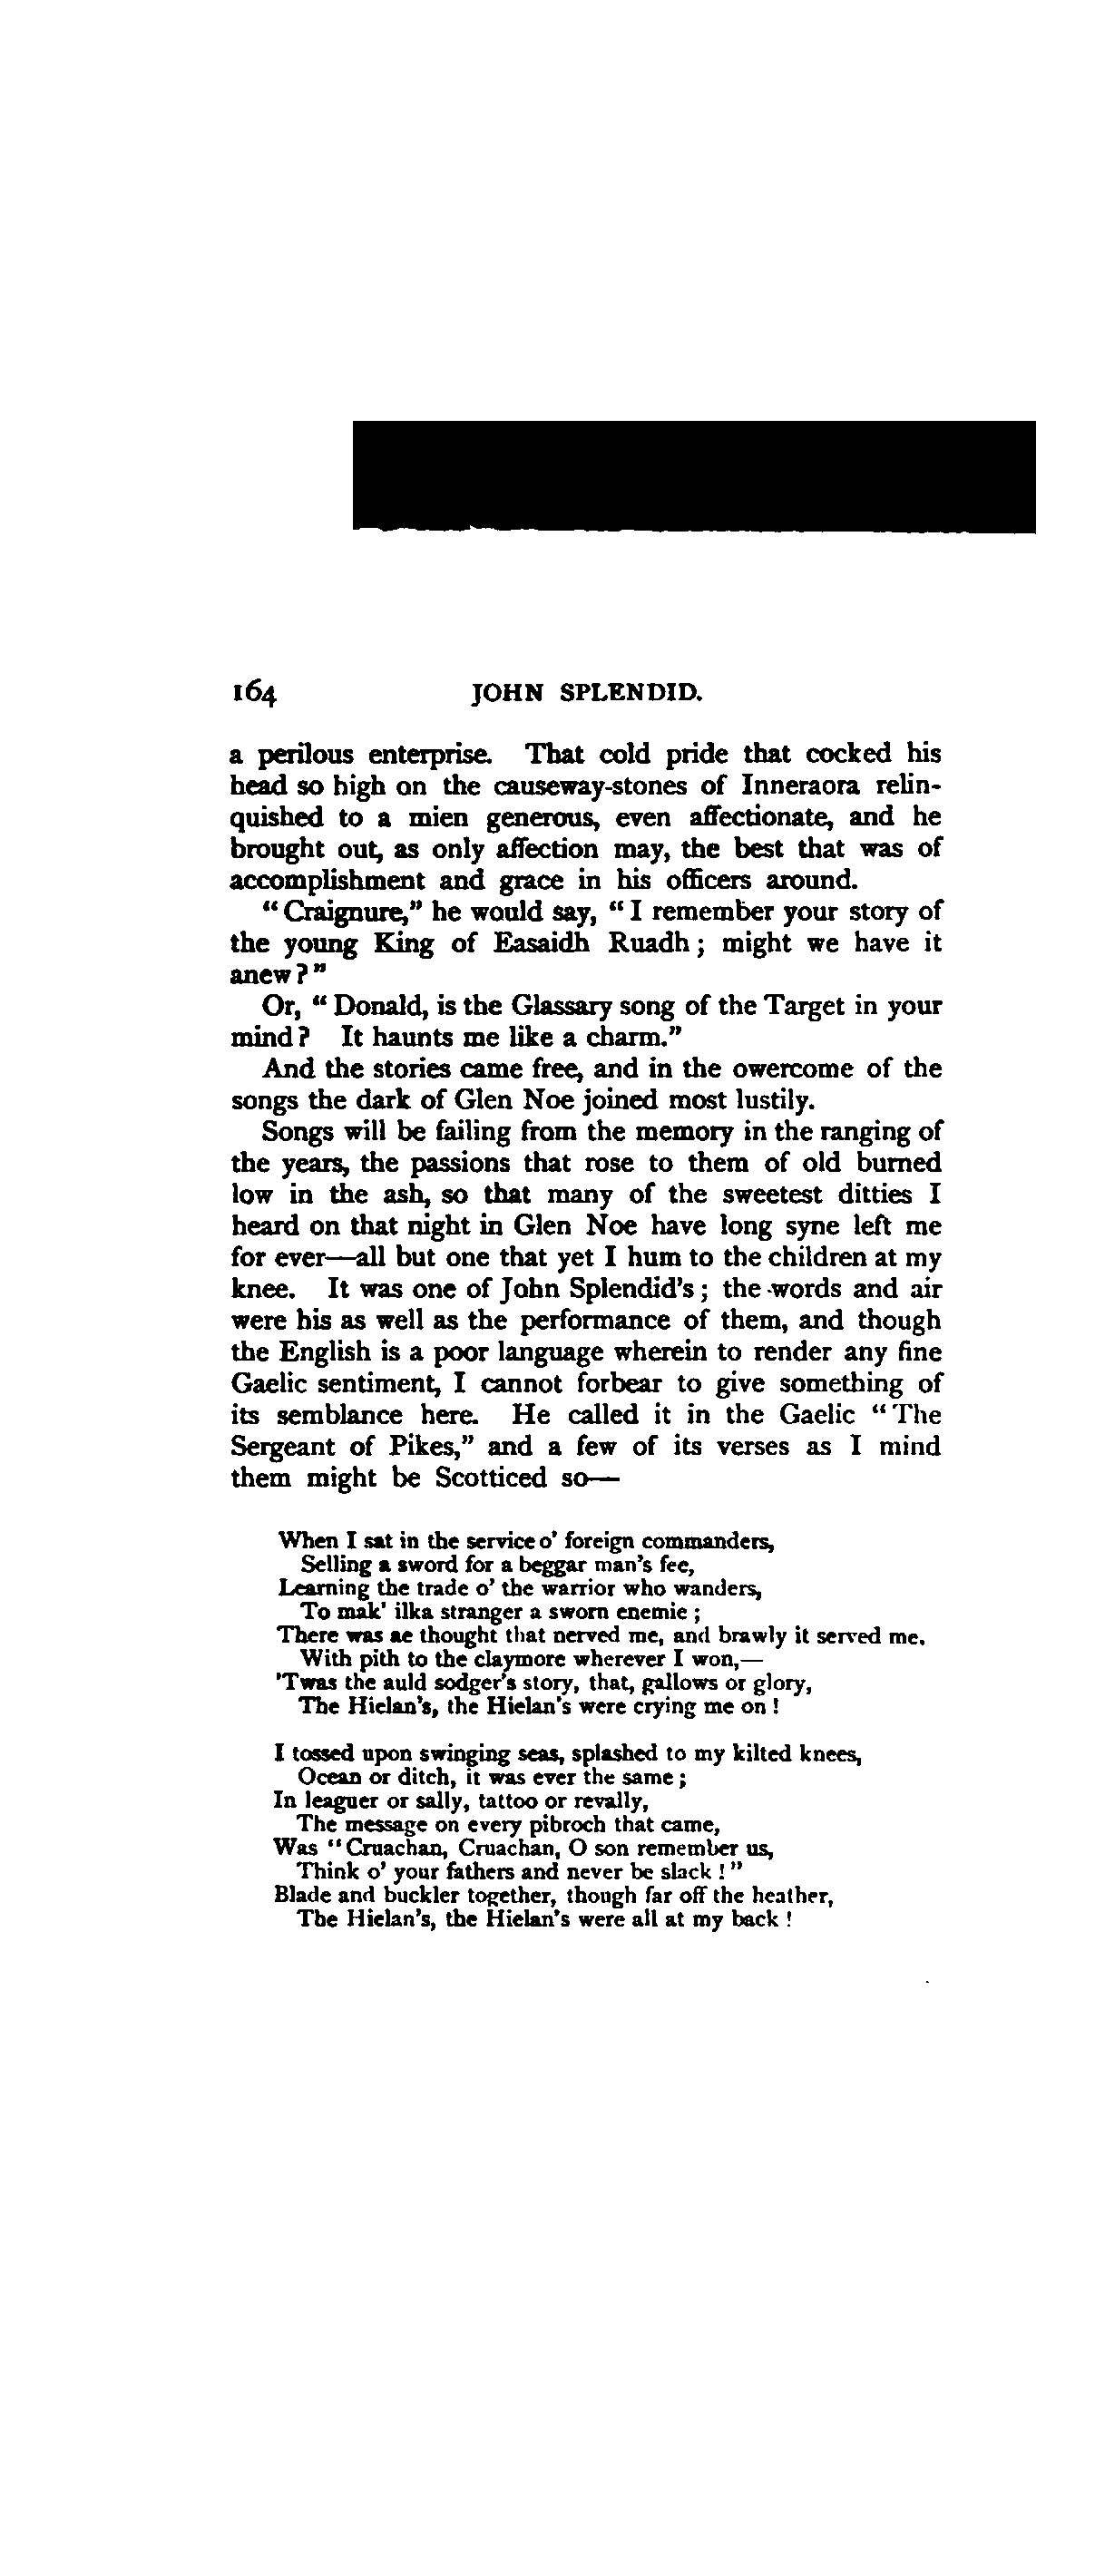 164 JOHN SPLENDID.
a perilous enterprise. That cold pride that cocked his
head so high on the causeway-stones of Inneraora relin-
quished to a mien generous, even affectionate, and he
brought out, as only affection may, the best that was of
accomplishment and grace in his officers around.
"Craignure," he would say, "I remember your story of
the young King of Easaidh Ruadh; might we have it
anew?"
Or, "Donald, is the Glassary song of the Target in your
mind? It haunts me like a charm."
And the stories came free, and in the owercome of the
songs the dark of Glen Noe joined most lustily.
Songs will be failing from the memory in the ranging of
the years, the passions that rose to them of old burned
low in the ash, so that many of the sweetest ditties I
heard on that night in Glen Noe have long syne left me
for ever—all but one that yet I hum to the children at my
knee. It was one of John Splendid's; the words and air
were his as well as the performance of them, and though
the English is a poor language wherein to render any fine
Gaelic sentiment, I cannot forbear to give something of
its semblance here. He called it in the Gaelic "The
Sergeant of Pikes," and a few of its verses as I mind
them might be Scotticed so—
When I sat in the service o' foreign commanders,
Selling a sword for a beggar man's fee,
Learning the trade o' the warrior who wanders,
To mak' ilka stranger a sworn enemie;
There was ae thought that nerved me, and brawly it served me.
With pith to the claymore wherever I won,—
'Twas the auld sodger's story, that, gallows or glory,
The Hielan's, the Hielan's were crying me on!
I tossed upon swinging seas, splashed to my kilted knees,
Ocean or ditch, it was ever the same;
In leaguer or sally, tattoo or revally,
The message on every pibroch that came,
Was "Cruachan, Cruachan, O son remember us,
Think o' your fathers and never be slack!"
Blade and buckler together, though far off the heather,
The Hielan's, the Hielan's were all at my back!